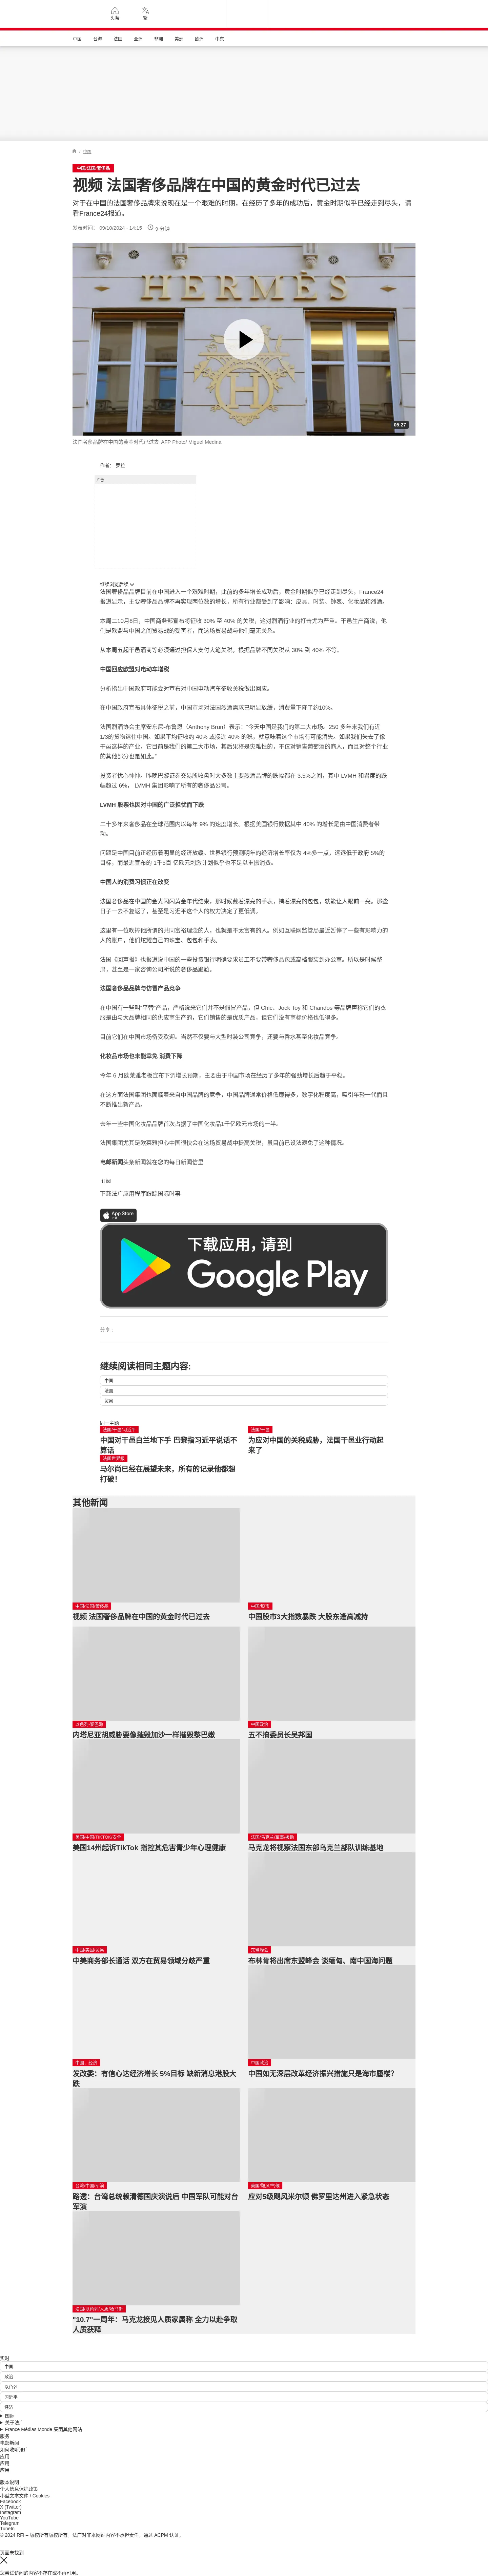 头条
繁
中国
台海
法国
亚洲
非洲
美洲
欧洲
中东
/ 中国
中国/法国/奢侈品
视频 法国奢侈品牌在中国的黄金时代已过去
对于在中国的法国奢侈品牌来说现在是一个艰难的时期，在经历了多年的成功后，黄金时期似乎已经走到尽头，请看France24报道。
发表时间： 09/10/2024 - 14:15
9 分钟
HERMÈS
05:27
法国奢侈品牌在中国的黄金时代已过去 AFP Photo/ Miguel Medina
作者： 罗拉
广告
继续浏览后续
法国奢侈品品牌目前在中国进入一个艰难时期，此前的多年增长成功后，黄金时期似乎已经走到尽头，France24 报道显示，主要奢侈品品牌不再实现两位数的增长，所有行业都受到了影响：皮具、时装、钟表、化妆品和烈酒。
本周二10月8日，中国商务部宣布将征收 30% 至 40% 的关税，这对烈酒行业的打击尤为严重。干邑生产商说，他们是欧盟与中国之间贸易战的受害者，而这场贸易战与他们毫无关系。
从本周五起干邑酒商等必须通过担保人支付大笔关税，根据品牌不同关税从 30% 到 40% 不等。
中国回应欧盟对电动车增税
分析指出中国政府可能会对宣布对中国电动汽车征收关税做出回应。
在中国政府宣布具体征税之前，中国市场对法国烈酒需求已明显放缓，消费量下降了约10%。
法国烈酒协会主席安东尼-布鲁恩（Anthony Brun）表示：“今天中国是我们的第二大市场。250 多年来我们有近1/3的货物运往中国。如果平均征收约 40% 或接近 40% 的税，就意味着这个市场有可能消失。如果我们失去了像干邑这样的产业，它目前是我们的第二大市场，其后果将是灾难性的，不仅对销售葡萄酒的商人，而且对整个行业的其他部分也是如此。”
投资者忧心忡忡。昨晚巴黎证券交易所收盘时大多数主要烈酒品牌的跌幅都在 3.5%之间，其中 LVMH 和君度的跌幅超过 6%， LVMH 集团影响了所有的奢侈品公司。
LVMH 股票也因对中国的广泛担忧而下跌
二十多年来奢侈品在全球范围内以每年 9% 的速度增长。根据美国银行数据其中 40% 的增长是由中国消费者带动。
问题是中国目前正经历着明显的经济放缓。世界银行预测明年的经济增长率仅为 4%多一点，远远低于政府 5%的目标，而最近宣布的 1千5百 亿欧元刺激计划似乎也不足以重振消费。
中国人的消费习惯正在改变
法国奢侈品在中国的金光闪闪黄金年代结束，那时候戴着漂亮的手表，挎着漂亮的包包，就能让人眼前一亮。那些日子一去不复返了，甚至是习近平这个人的权力决定了更低调。
这里有一位吹捧他所谓的共同富裕理念的人，也就是不太富有的人。例如互联网监管局最近暂停了一些有影响力的人的账户，他们炫耀自己的珠宝、包包和手表。
法国《回声报》也报道说中国的一些投资银行明确要求员工不要带奢侈品包或高档服装到办公室。所以是时候整肃，甚至是一家咨询公司所说的奢侈品尴尬。
法国奢侈品品牌与仿冒产品竞争
在中国有一些叫“平替”产品，严格说来它们并不是假冒产品，但 Chic、Jock Toy 和 Chandos 等品牌声称它们的衣服是由与大品牌相同的供应商生产的，它们销售的是优质产品，但它们没有商标价格也低得多。
目前它们在中国市场备受欢迎。当然不仅要与大型时装公司竞争，还要与香水甚至化妆品竞争。
化妆品市场也未能幸免 消费下降
今年 6 月欧莱雅老板宣布下调增长预期，主要由于中国市场在经历了多年的强劲增长后趋于平稳。
在这方面法国集团也面临着来自中国品牌的竞争，中国品牌通常价格低廉得多，数字化程度高，吸引年轻一代而且不断推出新产品。
去年一些中国化妆品品牌首次占据了中国化妆品1千亿欧元市场的一半。
法国集团尤其是欧莱雅担心中国很快会在这场贸易战中提高关税，虽目前已设法避免了这种情况。
电邮新闻头条新闻就在您的每日新闻信里
订阅
下载法广应用程序跟踪国际时事
App Store
下载应用，请到
Google Play
分享 :
继续阅读相同主题内容:
中国
法国
贸易
同一主题
法国/干邑/习近平
中国对干邑白兰地下手 巴黎指习近平说话不算话
法国/干邑
为应对中国的关税威胁，法国干邑业行动起来了
法国世界报
马尔尚已经在展望未来，所有的记录他都想打破！
其他新闻
中国/法国/奢侈品
视频 法国奢侈品牌在中国的黄金时代已过去
中国/股市
中国股市3大指数暴跌 大股东逢高减持
以色列·黎巴嫩
内塔尼亚胡威胁要像摧毁加沙一样摧毁黎巴嫩
中国政治
五不搞委员长吴邦国
美国/中国/TIKTOK/安全
美国14州起诉TikTok 指控其危害青少年心理健康
法国/乌克兰/军事/援助
马克龙将视察法国东部乌克兰部队训练基地
中国/美国/贸易
中美商务部长通话 双方在贸易领域分歧严重
东盟峰会
布林肯将出席东盟峰会 谈缅甸、南中国海问题
中国、经济
发改委：有信心达经济增长 5%目标 缺新消息港股大跌
中国政治
中国如无深层改革经济振兴措施只是海市蜃楼？
台湾/中国/军演
路透：台湾总统赖清德国庆演说后 中国军队可能对台军演
美国/飓风/气候
应对5级飓风米尔顿 佛罗里达州进入紧急状态
法国/以色列/人质/哈马斯
"10.7"一周年： 马克龙接见人质家属称 全力以赴争取人质获释
实时
中国
政治
以色列
习近平
经济
国际
关于法广
France Médias Monde 集团其他网站
服务
电邮新闻
如何收听法广
应用
应用
应用
版本说明
个人信息保护政策
小型文本文件 / Cookies
Facebook
X (Twitter)
Instagram
YouTube
Telegram
TuneIn
© 2024 RFI – 版权所有版权所有。法广对非本网站内容不承担责任。通过 ACPM 认证。
页面未找到
您尝试访问的内容不存在或不再可用。